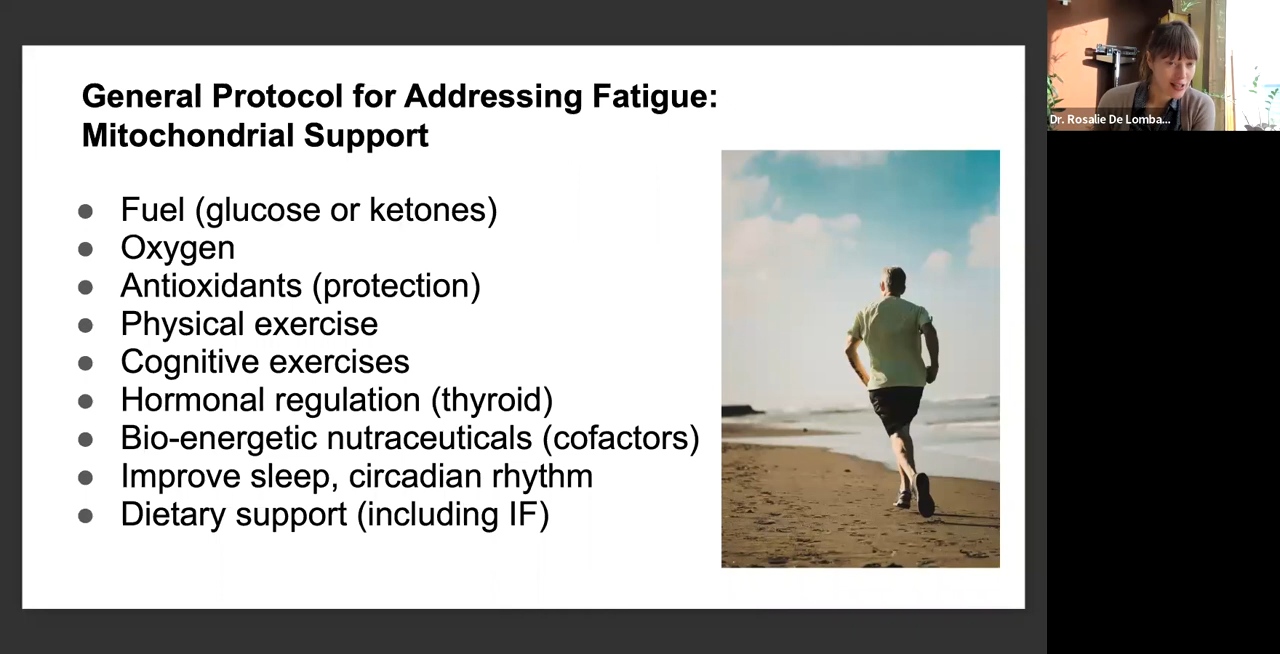 General Protocol for Addressing Fatigue:
Mitochondrial Support
● Fuel (glucose or ketones)
● Oxygen
● Antioxidants (protection)
● Physical exercise
● Cognitive exercises
● Hormonal regulation (thyroid)
● Bio-energetic nutraceuticals (cofactors)
● Improve sleep, circadian rhythm
● Dietary support (including IF)
Dr. Rosalie De Lomba...